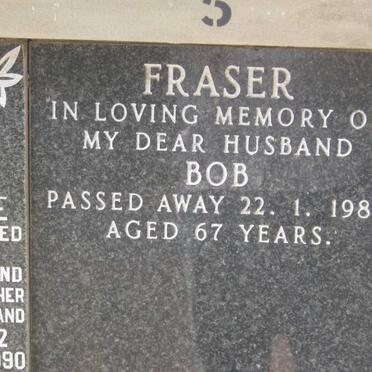 5
FRASER
IN LOVING MEMORY O
MY DEAR HUSBAND
BOB
PASSED AWAY 22. 1. 198
AGED 67 YEARS.
E
ED
ND
HER
AND
2
990